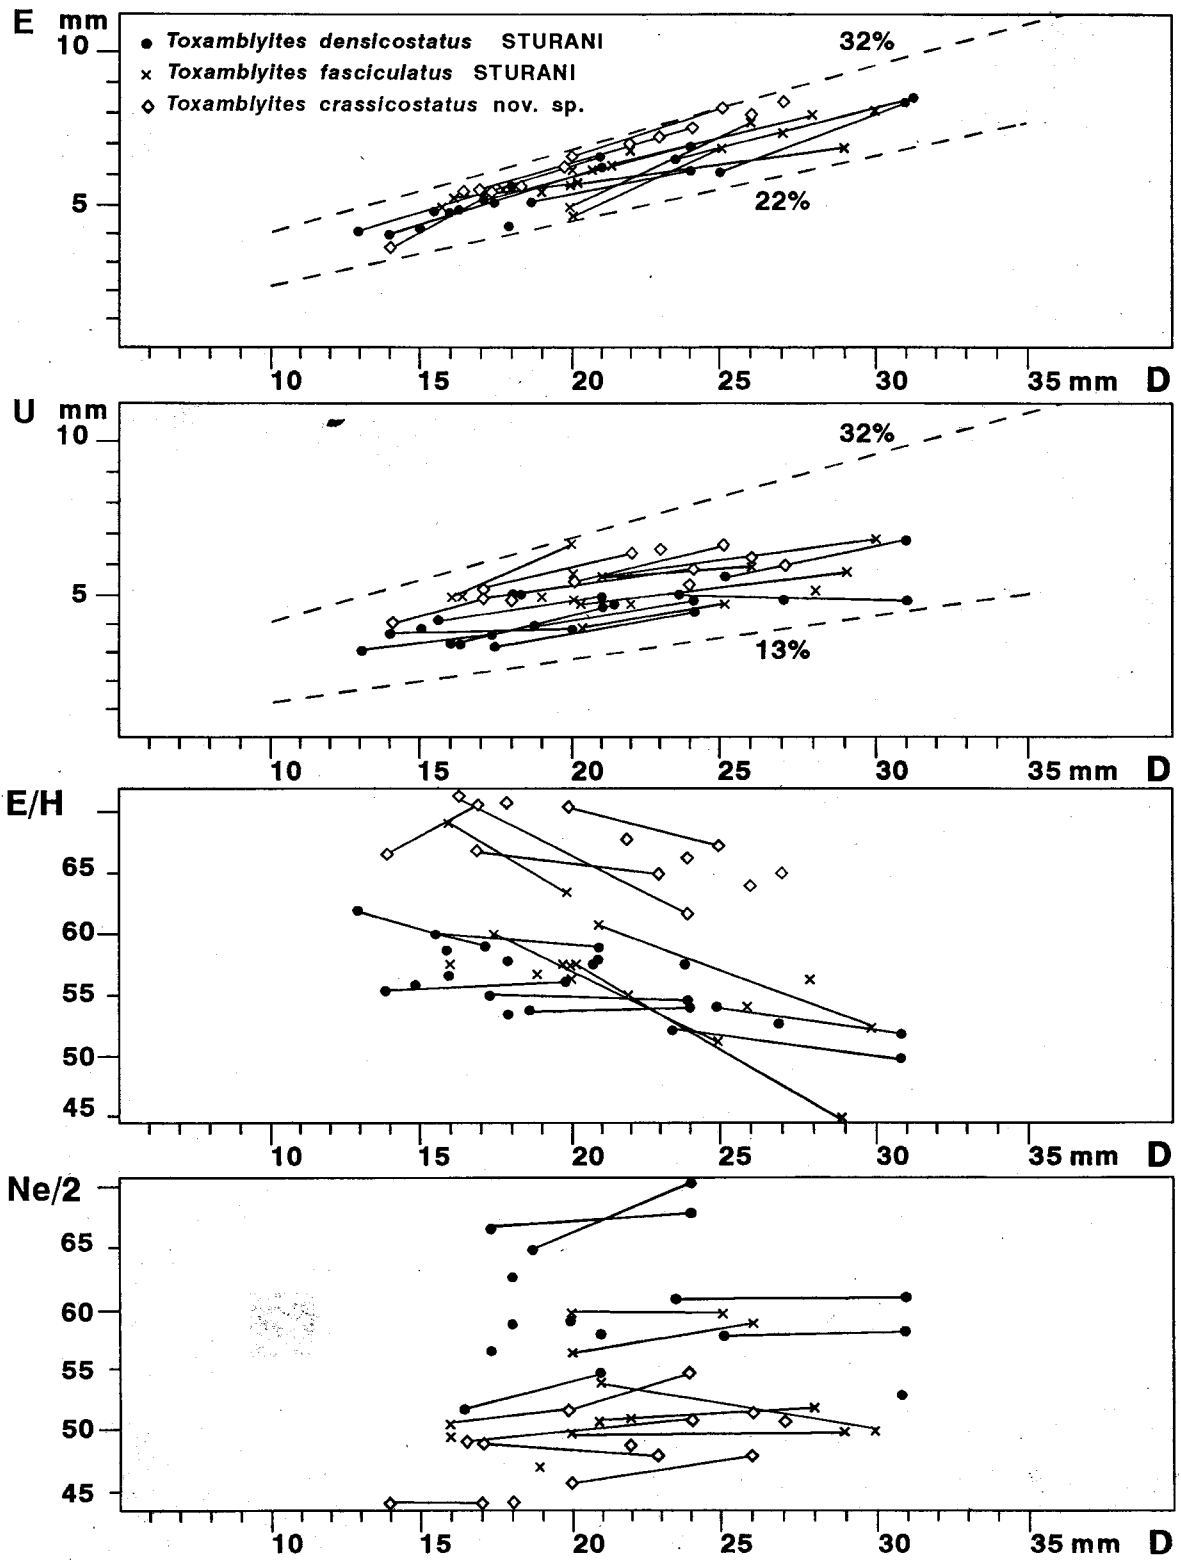 E mm
10
32%
● Toxamblyites densicostatus STURANI
× Toxamblyites fasciculatus STURANI
◇ Toxamblyites crassicostatus nov. sp.
5
22%
10 15 20 25 30 35 mm D
U mm
10
32%
5
13%
10 15 20 25 30 35 mm D
E/H
65
60
55
50
45
10 15 20 25 30 35 mm D
Ne/2
65
60
55
50
45
10 15 20 25 30 35 mm D